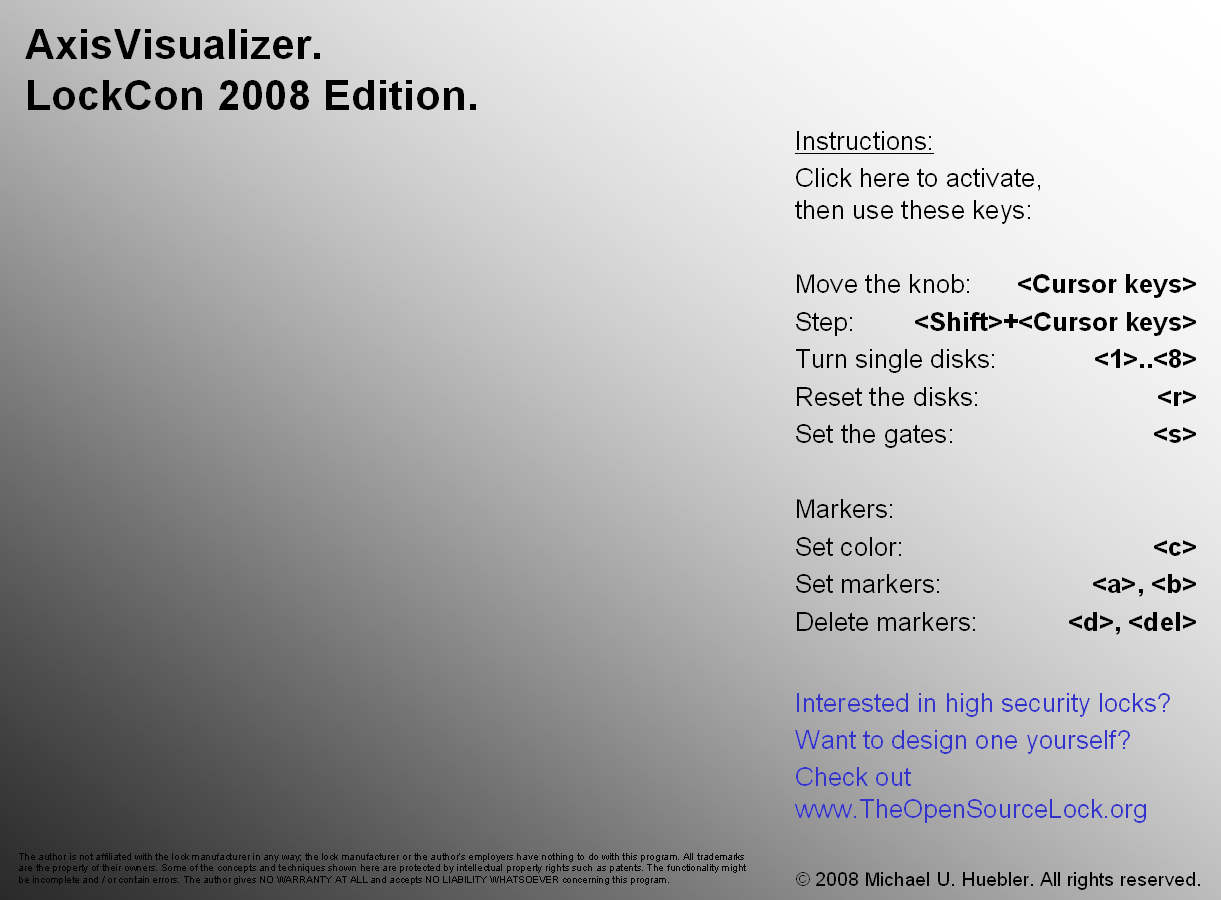 AxisVisualizer.
LockCon 2008 Edition.
Instructions:
Click here to activate,
then use these keys:
Move the knob: <Cursor keys>
Step: <Shift>+<Cursor keys>
Turn single disks: <1>..<8>
Reset the disks: <r>
Set the gates: <s>
Markers:
Set color: <c>
Set markers: <a>, <b>
Delete markers: <d>, <del>
Interested in high security locks?
Want to design one yourself?
Check out
www.TheOpenSourceLock.org
The author is not affiliated with the lock manufacturer in any way; the lock manufacturer or the author's employers have nothing to do with this program. All trademarks
are the property of their owners. Some of the concepts and techniques shown here are protected by intellectual property rights such as patents. The functionality might
be incomplete and / or contain errors. The author gives NO WARRANTY AT ALL and accepts NO LIABILITY WHATSOEVER concerning this program.
© 2008 Michael U. Huebler. All rights reserved.